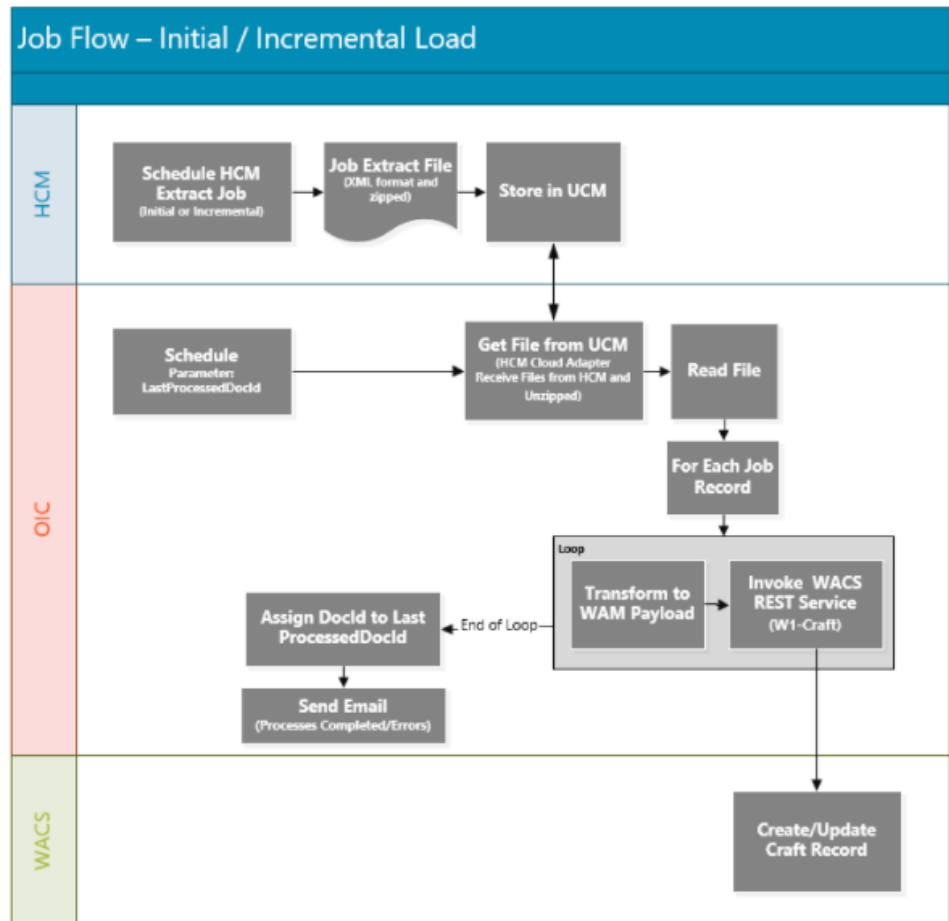 Job Flow – Initial / Incremental Load
HCM
Schedule HCM
Extract Job
(Initial or Incremental)
Job Extract File
(XML format and
zipped)
Store in UCM
OIC
Schedule
Parameter:
LastProcessedDocId
Get File from UCM
(HCM Cloud Adapter
Receive Files from HCM and
Unzipped)
Read File
For Each Job
Record
Loop
Transform to
WAM Payload
Invoke WACS
REST Service
(W1-Craft)
End of Loop
Assign DocId to Last
ProcessedDocId
Send Email
(Processes Completed/Errors)
WACS
Create/Update
Craft Record